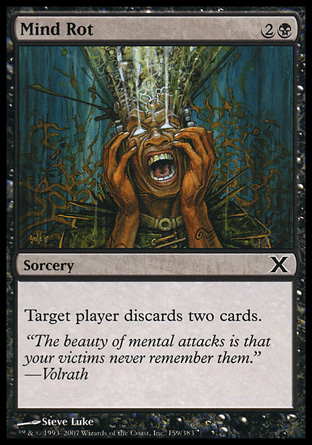 Mind Rot 2
Sorcery X
Target player discards two cards.
“The beauty of mental attacks is that
your victims never remember them.”
—Volrath
Steve Luke
™ & © 1993–2007 Wizards of the Coast, Inc. 159/383